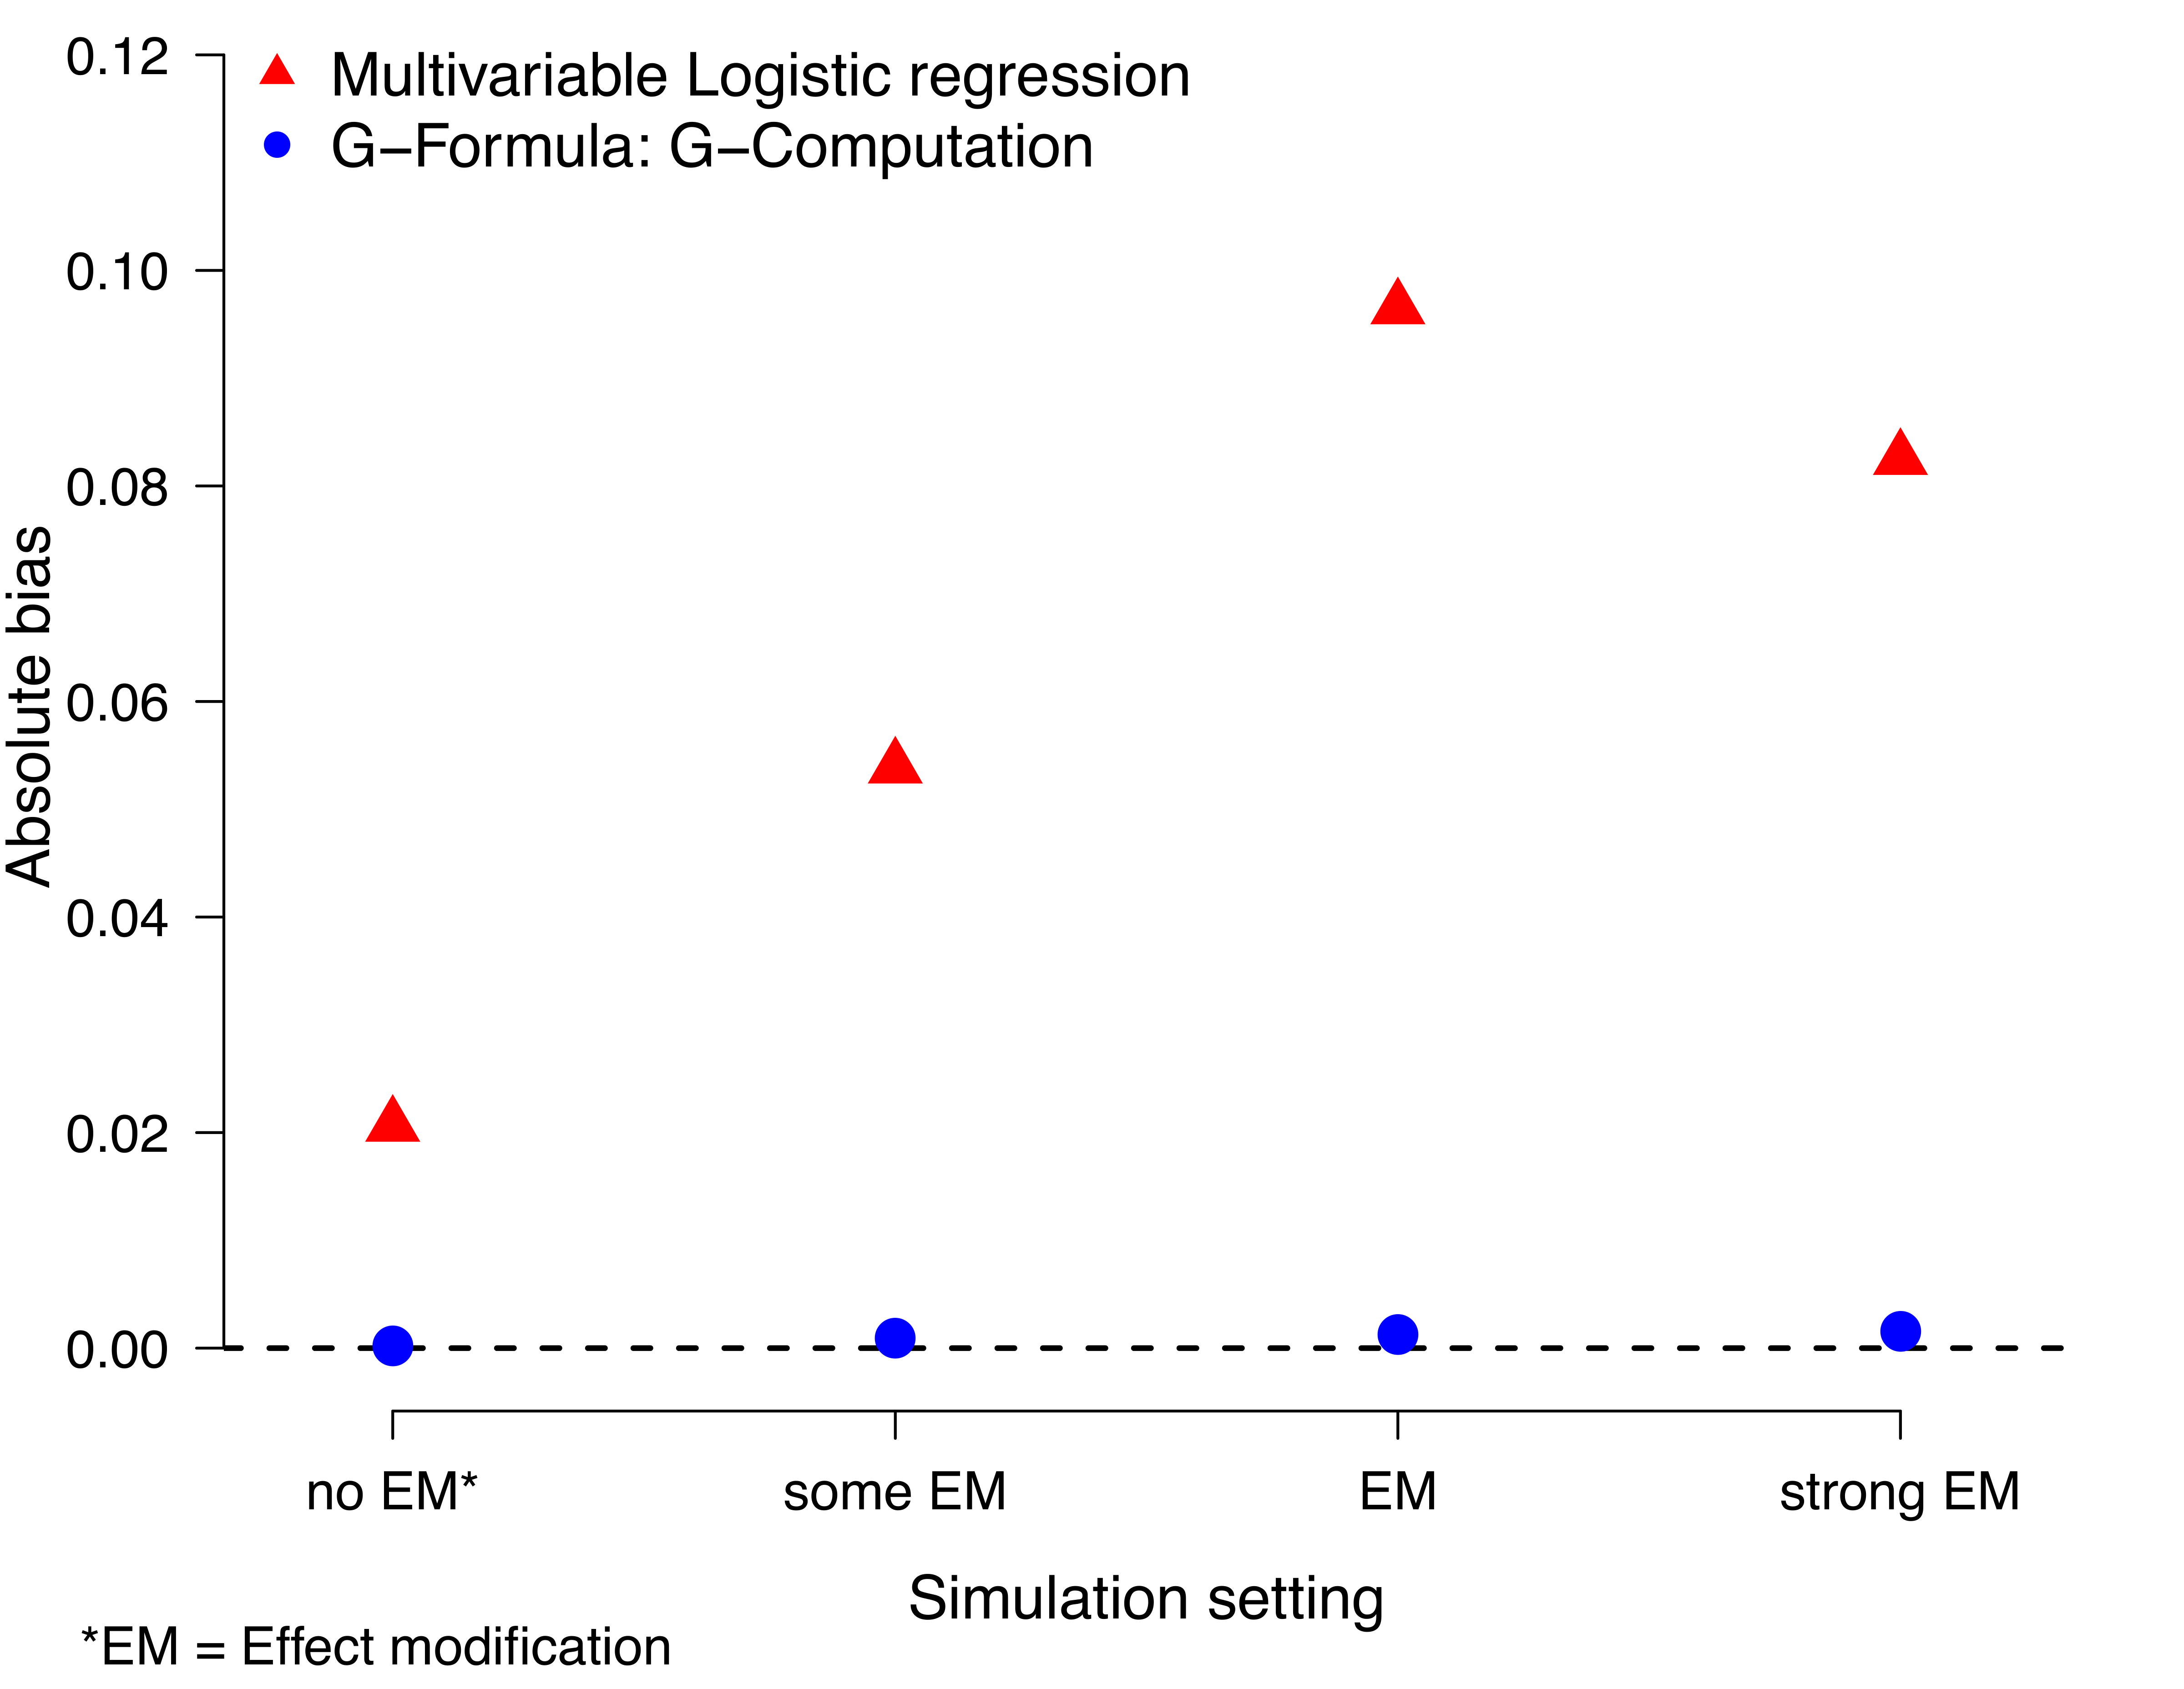 Multivariable Logistic regression
G−Formula: G−Computation
0.12
0.10
0.08
0.06
0.04
0.02
0.00
Absolute bias
no EM*
some EM
EM
strong EM
Simulation setting
*EM = Effect modification